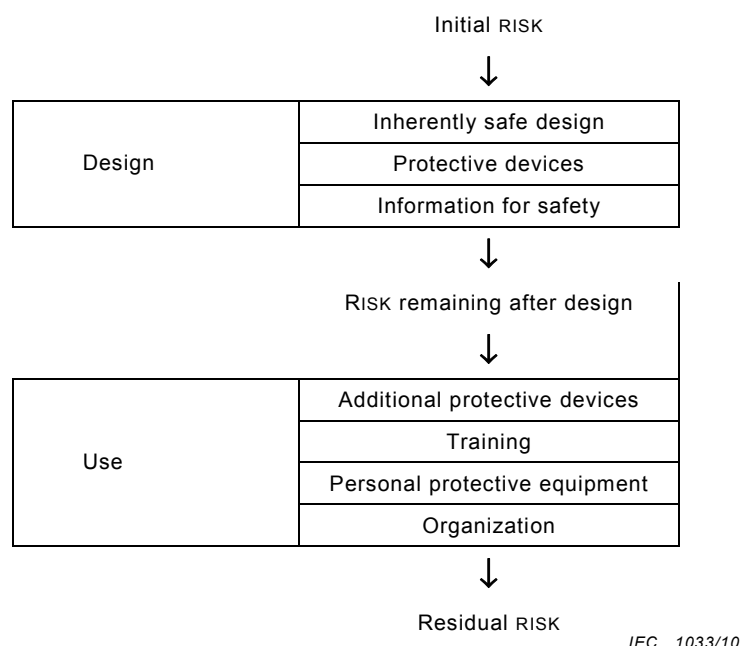 Initial RISK
↓
Inherently safe design
Design
Protective devices
Information for safety
↓
RISK remaining after design
↓
Additional protective devices
Training
Use
Personal protective equipment
Organization
↓
Residual RISK
IEC 1033/10